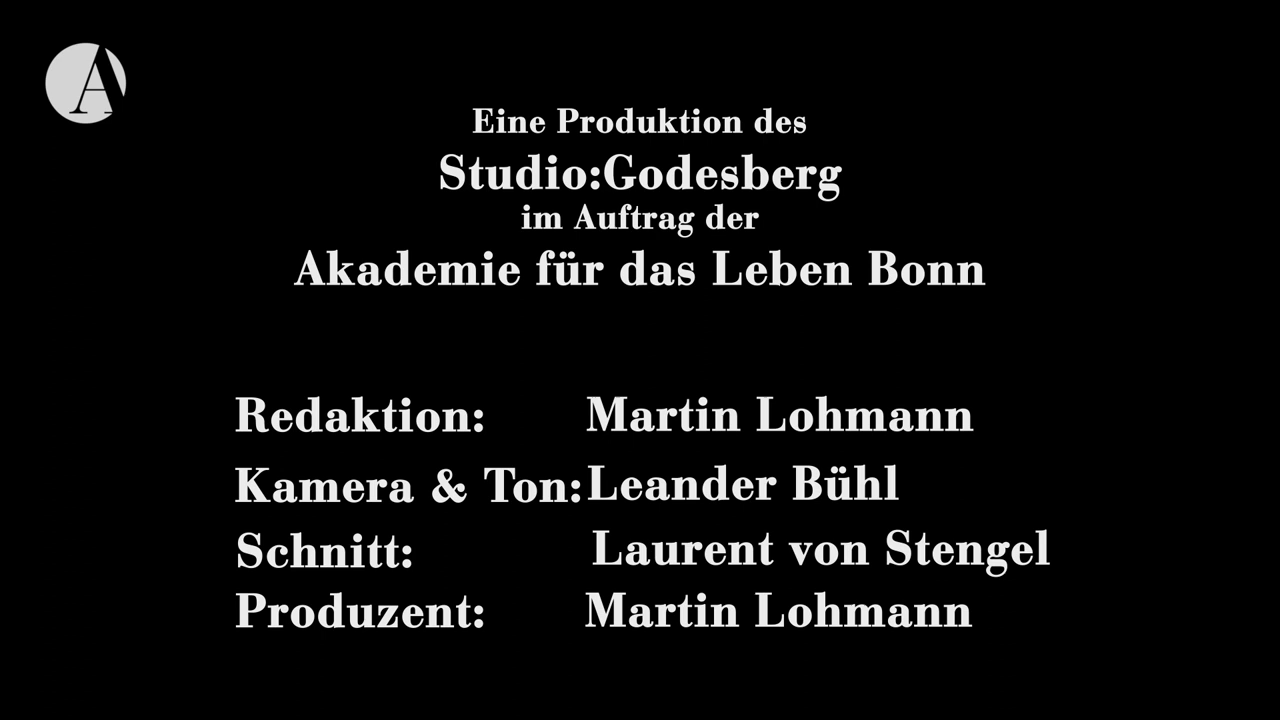 A
Eine Produktion des
Studio:Godesberg
im Auftrag der
Akademie für das Leben Bonn
Redaktion: Martin Lohmann
Kamera & Ton: Leander Bühl
Schnitt: Laurent von Stengel
Produzent: Martin Lohmann